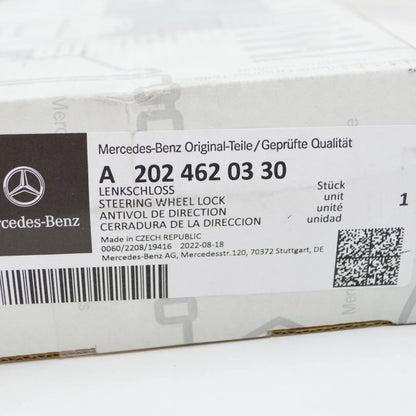 Mercedes-Benz Original-Teile/Geprüfte Qualität
A 202 462 03 30
LENKSCHLOSS
STEERING WHEEL LOCK
ANTIVOL DE DIRECTION
CERRADURA DE LA DIRECCION
Stück
unit
unité
unidad
1
rcedes-Benz
Made in CZECH REPUBLIC
0060/2208/19416 2022-08-18
Mercedes-Benz AG, Mercedesstr.120, 70372 Stuttgart, DE